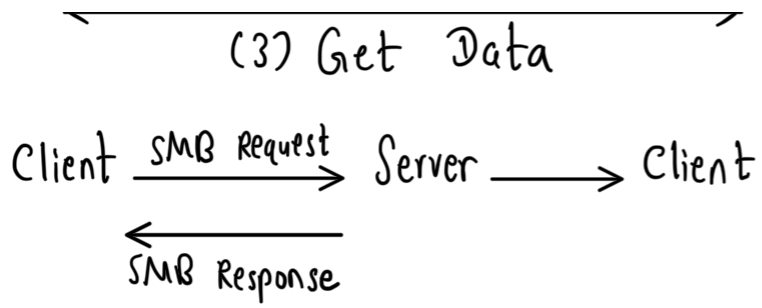 (3) Get Data
Client SMB Request Server Client
SMB Response